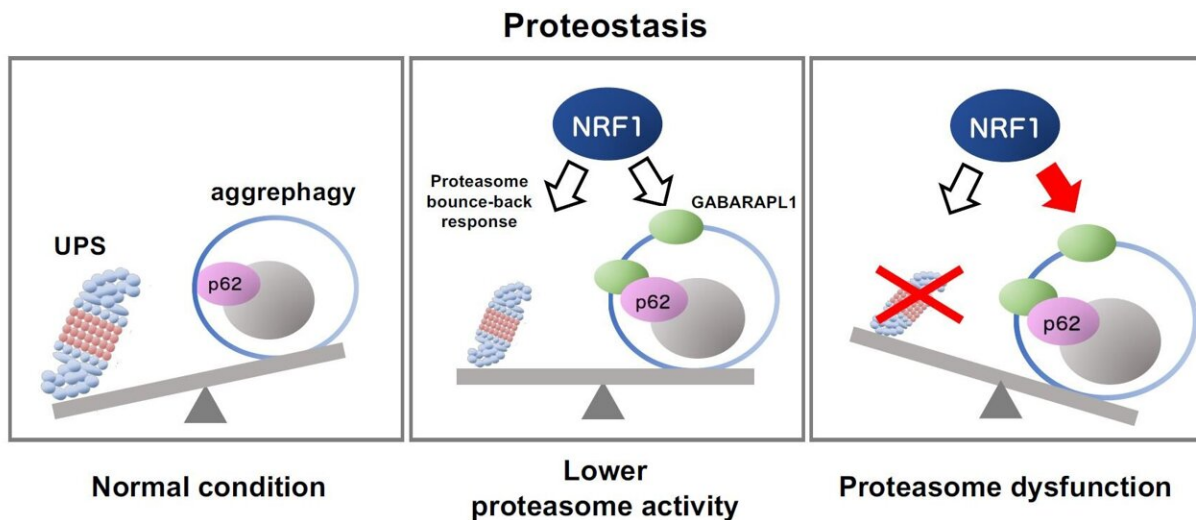 Proteostasis
aggrephagy
UPS
p62
Normal condition
NRF1
Proteasome
bounce-back
response
GABARAPL1
p62
Lower
proteasome activity
NRF1
p62
Proteasome dysfunction